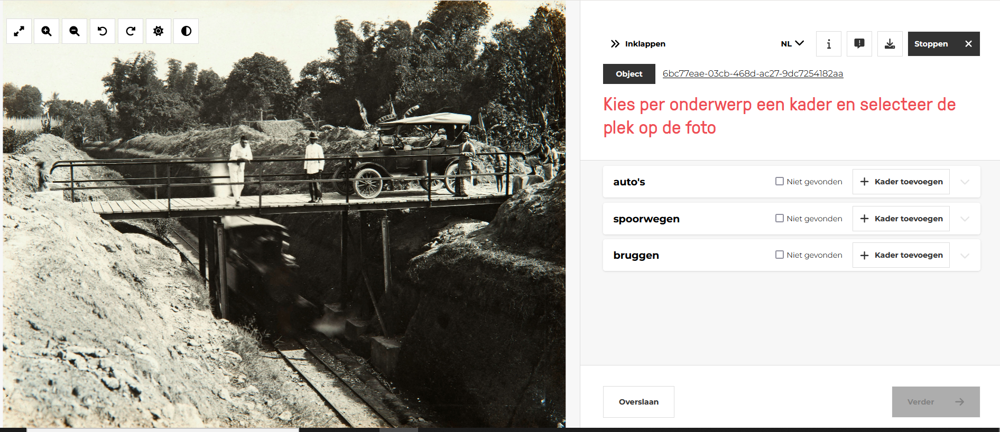 Inklappen
NL
Stoppen
Object 6bc77eae-03cb-468d-ac27-9dc7254182aa
Kies per onderwerp een kader en selecteer de
plek op de foto
auto's Niet gevonden Kader toevoegen
spoorwegen Niet gevonden Kader toevoegen
bruggen Niet gevonden Kader toevoegen
Overslaan
Verder